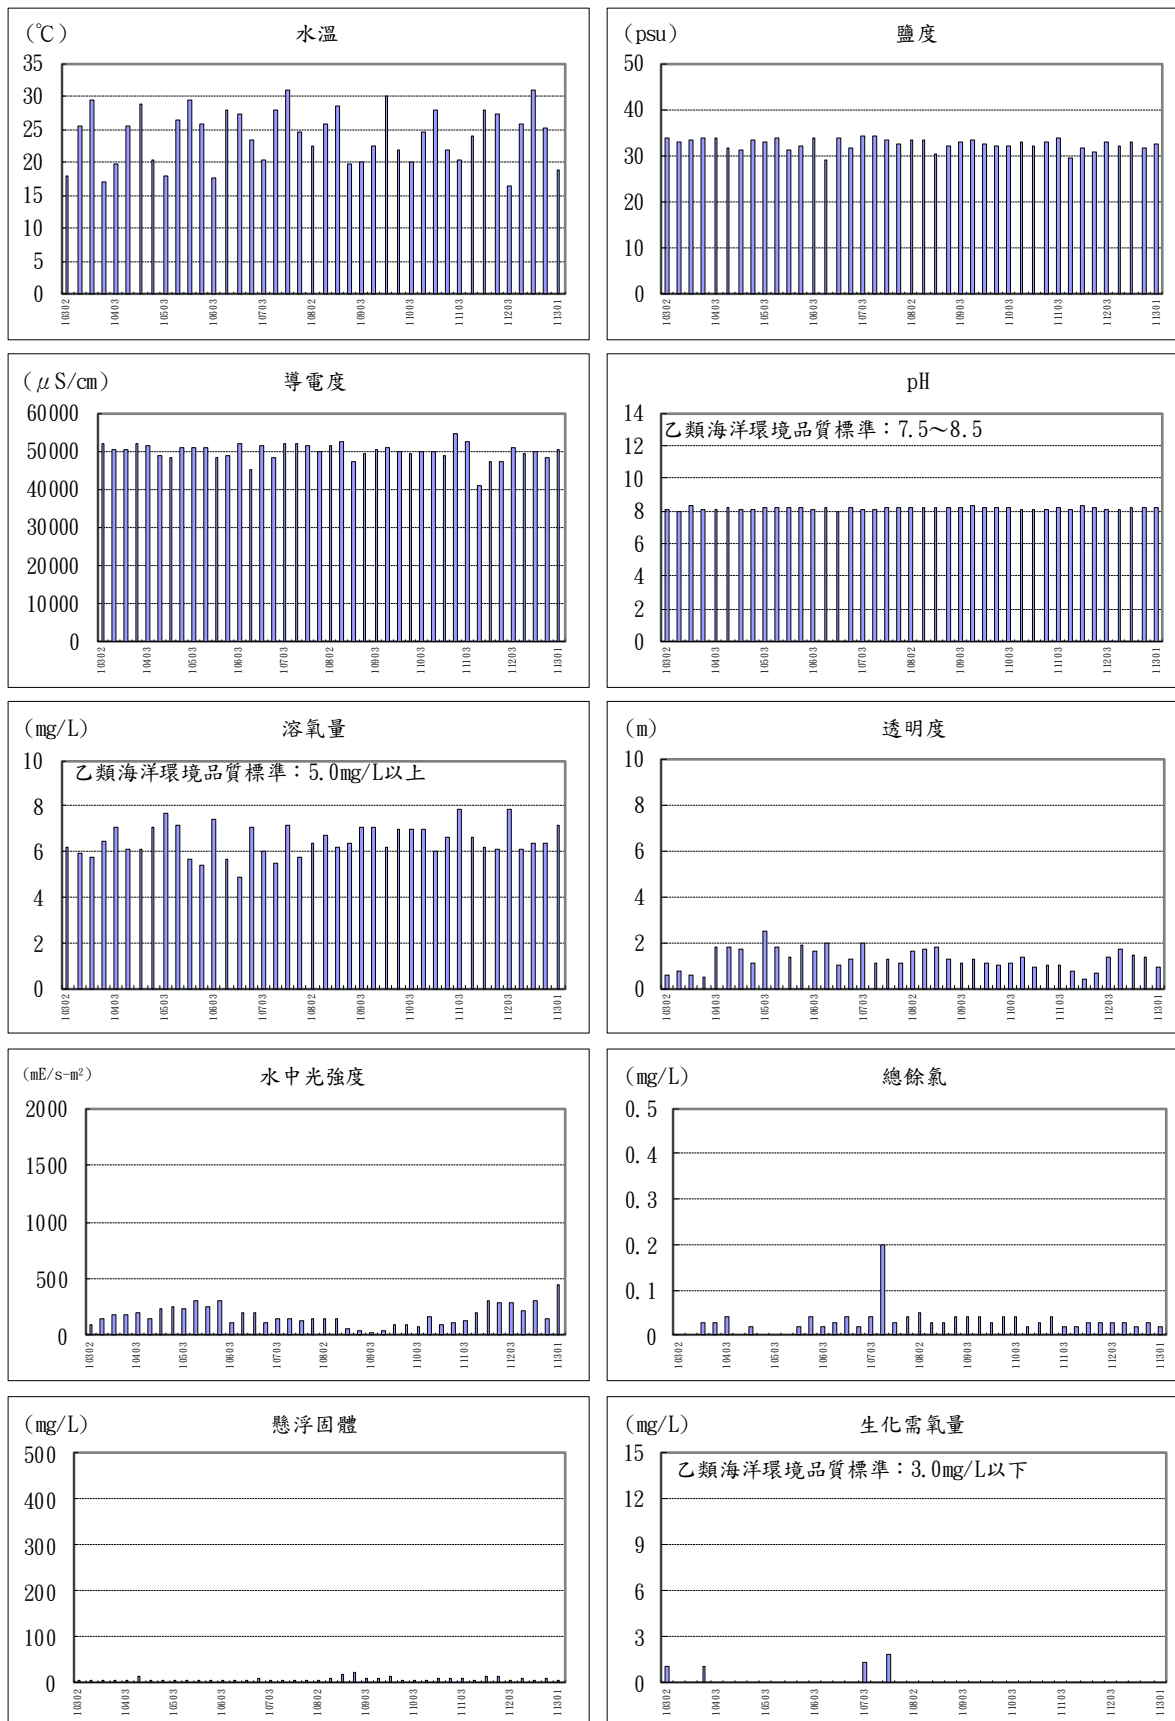 (℃) 水溫
35
30
25
20
15
10
5
0
10302 10403 10503 10603 10703 10802 10903 11003 11103 11203 11301
(psu) 鹽度
50
40
30
20
10
0
10302 10403 10503 10603 10703 10802 10903 11003 11103 11203 11301
(μS/cm) 導電度
60000
50000
40000
30000
20000
10000
0
10302 10403 10503 10603 10703 10802 10903 11003 11103 11203 11301
pH
乙類海洋環境品質標準：7.5～8.5
14
12
10
8
6
4
2
0
10302 10403 10503 10603 10703 10802 10903 11003 11103 11203 11301
(mg/L) 溶氧量
乙類海洋環境品質標準：5.0mg/L以上
10
8
6
4
2
0
10302 10403 10503 10603 10703 10802 10903 11003 11103 11203 11301
(m) 透明度
10
8
6
4
2
0
10302 10403 10503 10603 10703 10802 10903 11003 11103 11203 11301
(mE/s-m²) 水中光強度
2000
1500
1000
500
0
10302 10403 10503 10603 10703 10802 10903 11003 11103 11203 11301
(mg/L) 總餘氯
0.5
0.4
0.3
0.2
0.1
0
10302 10403 10503 10603 10703 10802 10903 11003 11103 11203 11301
(mg/L) 懸浮固體
500
400
300
200
100
0
10302 10403 10503 10603 10703 10802 10903 11003 11103 11203 11301
(mg/L) 生化需氧量
乙類海洋環境品質標準：3.0mg/L以下
15
12
9
6
3
0
10302 10403 10503 10603 10703 10802 10903 11003 11103 11203 11301